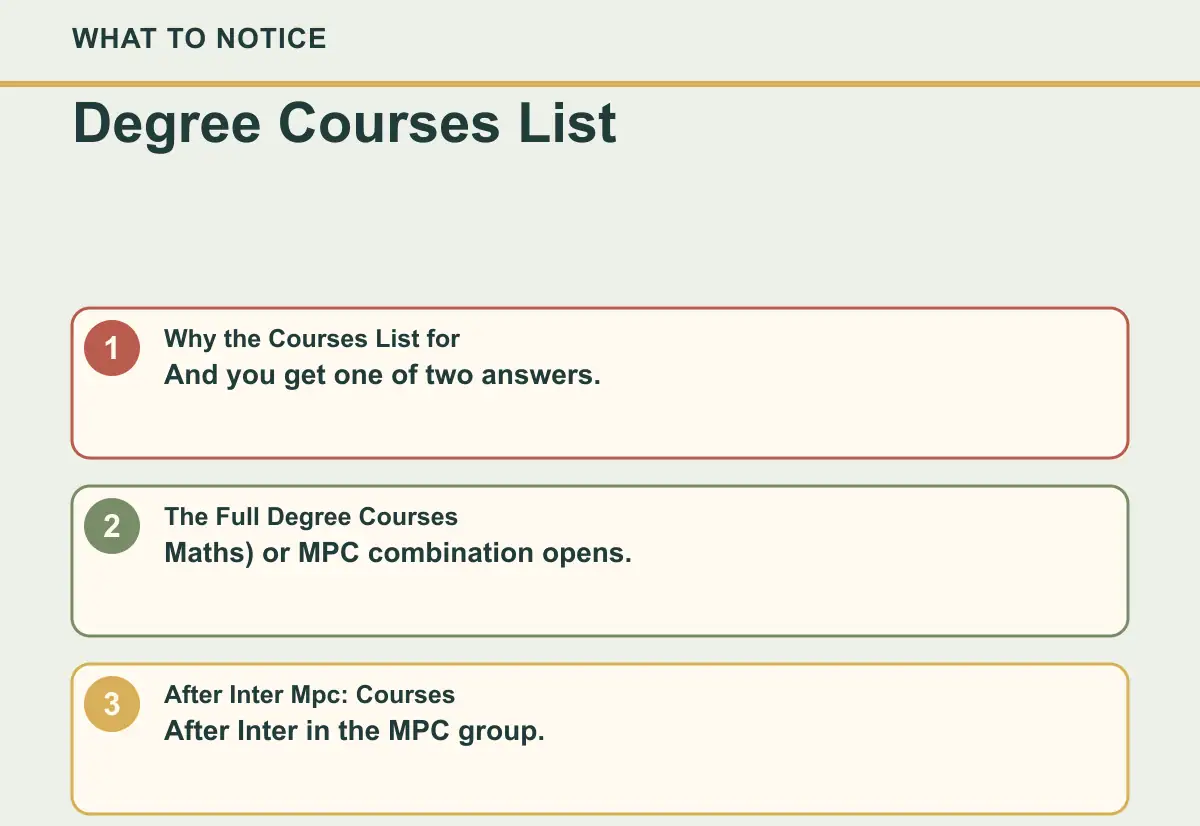 WHAT TO NOTICE
Degree Courses List
1
Why the Courses List for
And you get one of two answers.
2
The Full Degree Courses
Maths) or MPC combination opens.
3
After Inter Mpc: Courses
After Inter in the MPC group.